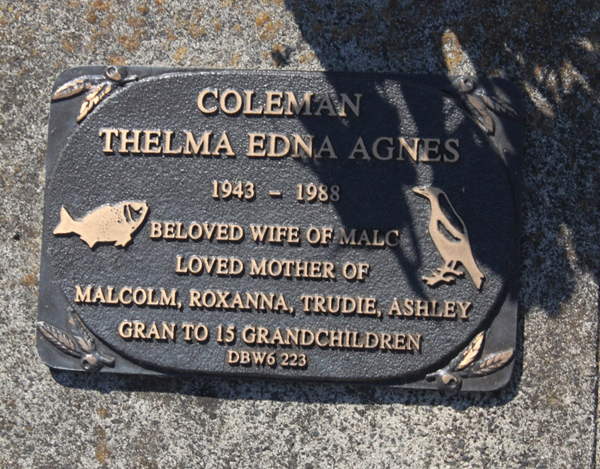 COLEMAN
THELMA EDNA AGNES
1943 - 1988
BELOVED WIFE OF MALC
LOVED MOTHER OF
MALCOLM, ROXANNA, TRUDIE, ASHLEY
GRAN TO 15 GRANDCHILDREN
DBW6 223